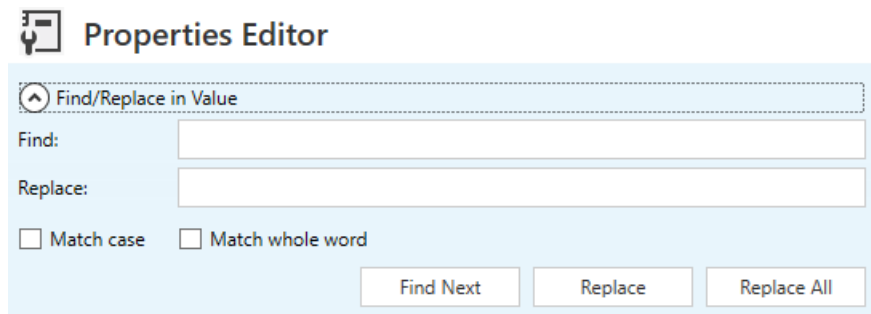 Properties Editor
Find/Replace in Value
Find:
Replace:
Match case Match whole word
Find Next Replace Replace All